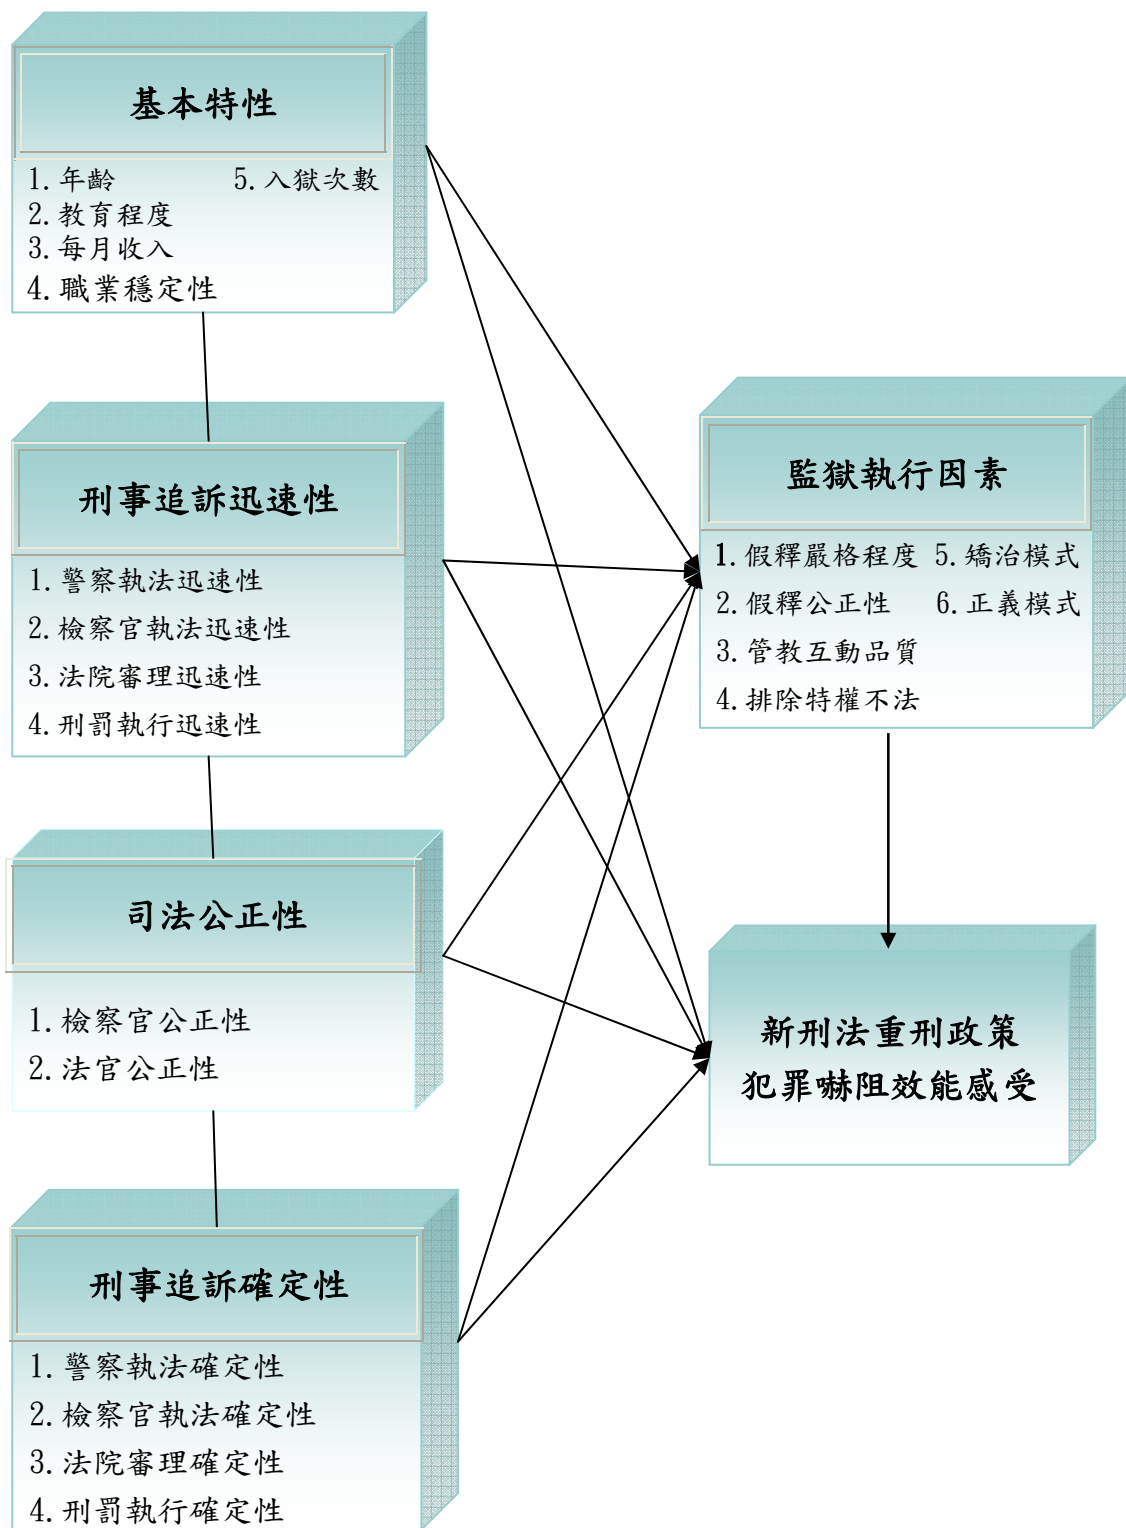 基本特性
1.年齡 5.入獄次數
2.教育程度
3.每月收入
4.職業穩定性
刑事追訴迅速性
1.警察執法迅速性
2.檢察官執法迅速性
3.法院審理迅速性
4.刑罰執行迅速性
司法公正性
1.檢察官公正性
2.法官公正性
刑事追訴確定性
1.警察執法確定性
2.檢察官執法確定性
3.法院審理確定性
4.刑罰執行確定性
監獄執行因素
1.假釋嚴格程度 5.矯治模式
2.假釋公正性 6.正義模式
3.管教互動品質
4.排除特權不法
新刑法重刑政策
犯罪嚇阻效能感受